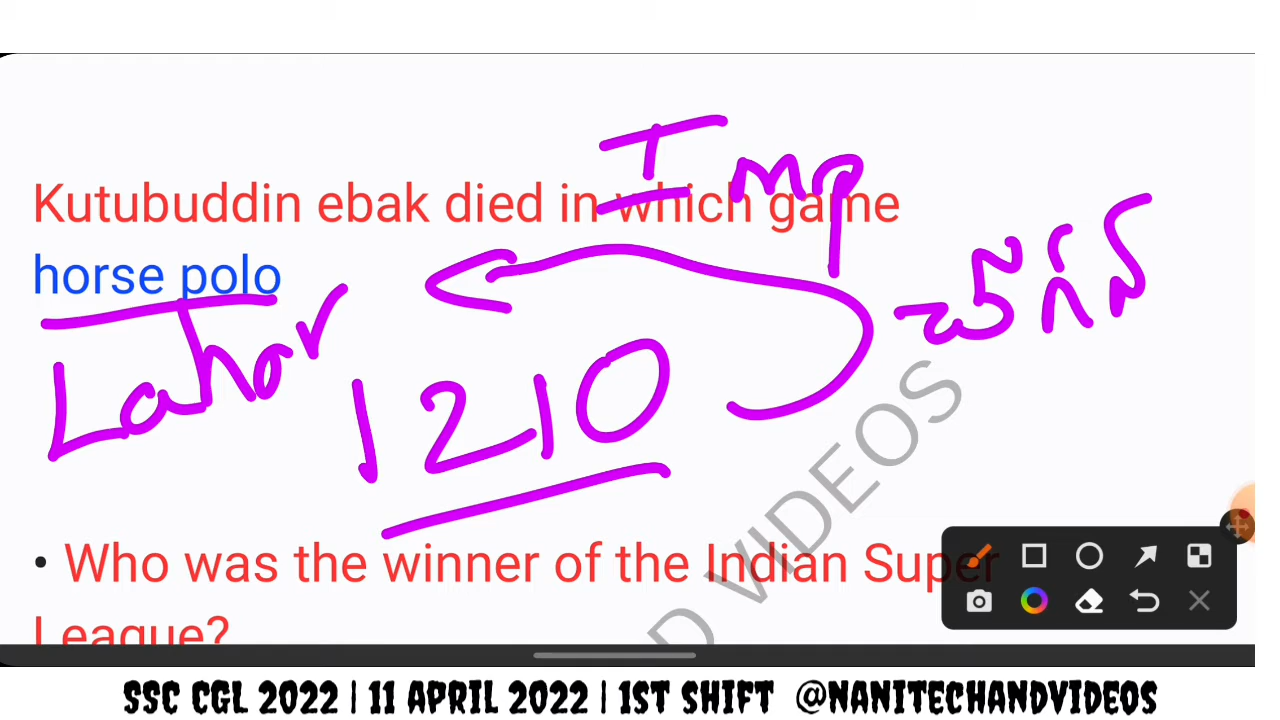 Kutubuddin ebak died in which game
Imp
horse polo
Lahor
1210
VIDEOS
• Who was the winner of the Indian Super
League?
SSC CGL 2022 | 11 APRIL 2022 | 1ST SHIFT @NANITECHANDVIDEOS